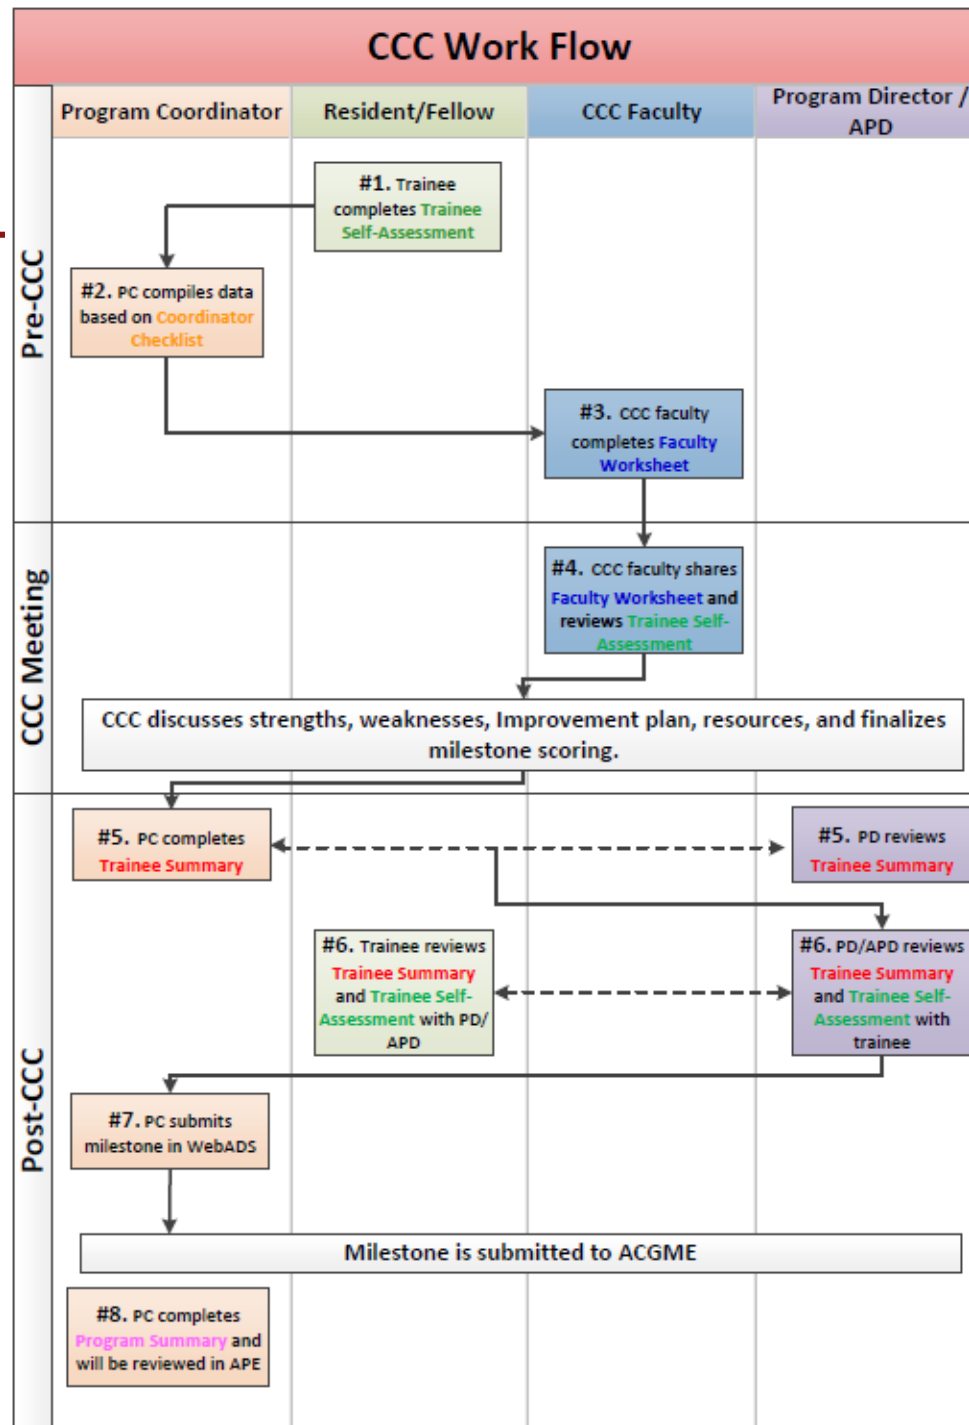 CCC Work Flow
Program Coordinator
Resident/Fellow
CCC Faculty
Program Director /
APD
Pre-CCC
#1. Trainee
completes Trainee
Self-Assessment
#2. PC compiles data
based on Coordinator
Checklist
#3. CCC faculty
completes Faculty
Worksheet
CCC Meeting
#4. CCC faculty shares
Faculty Worksheet and
reviews Trainee Self-
Assessment
CCC discusses strengths, weaknesses, Improvement plan, resources, and finalizes
milestone scoring.
Post-CCC
#5. PC completes
Trainee Summary
#5. PD reviews
Trainee Summary
#6. Trainee reviews
Trainee Summary
and Trainee Self-
Assessment with PD/
APD
#6. PD/APD reviews
Trainee Summary
and Trainee Self-
Assessment with
trainee
#7. PC submits
milestone in WebADS
Milestone is submitted to ACGME
#8. PC completes
Program Summary and
will be reviewed in APE